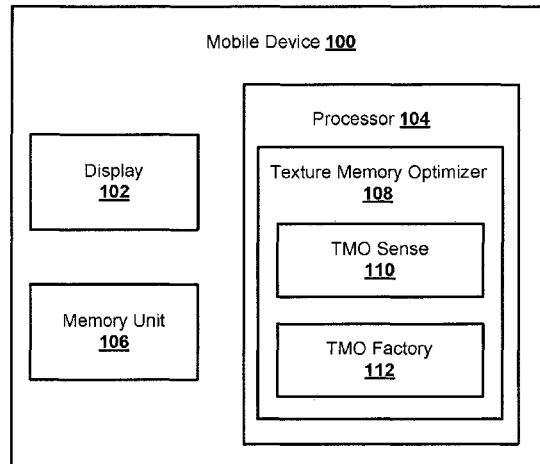 Mobile Device 100
Processor 104
Display
102
Texture Memory Optimizer
108
TMO Sense
110
Memory Unit
106
TMO Factory
112